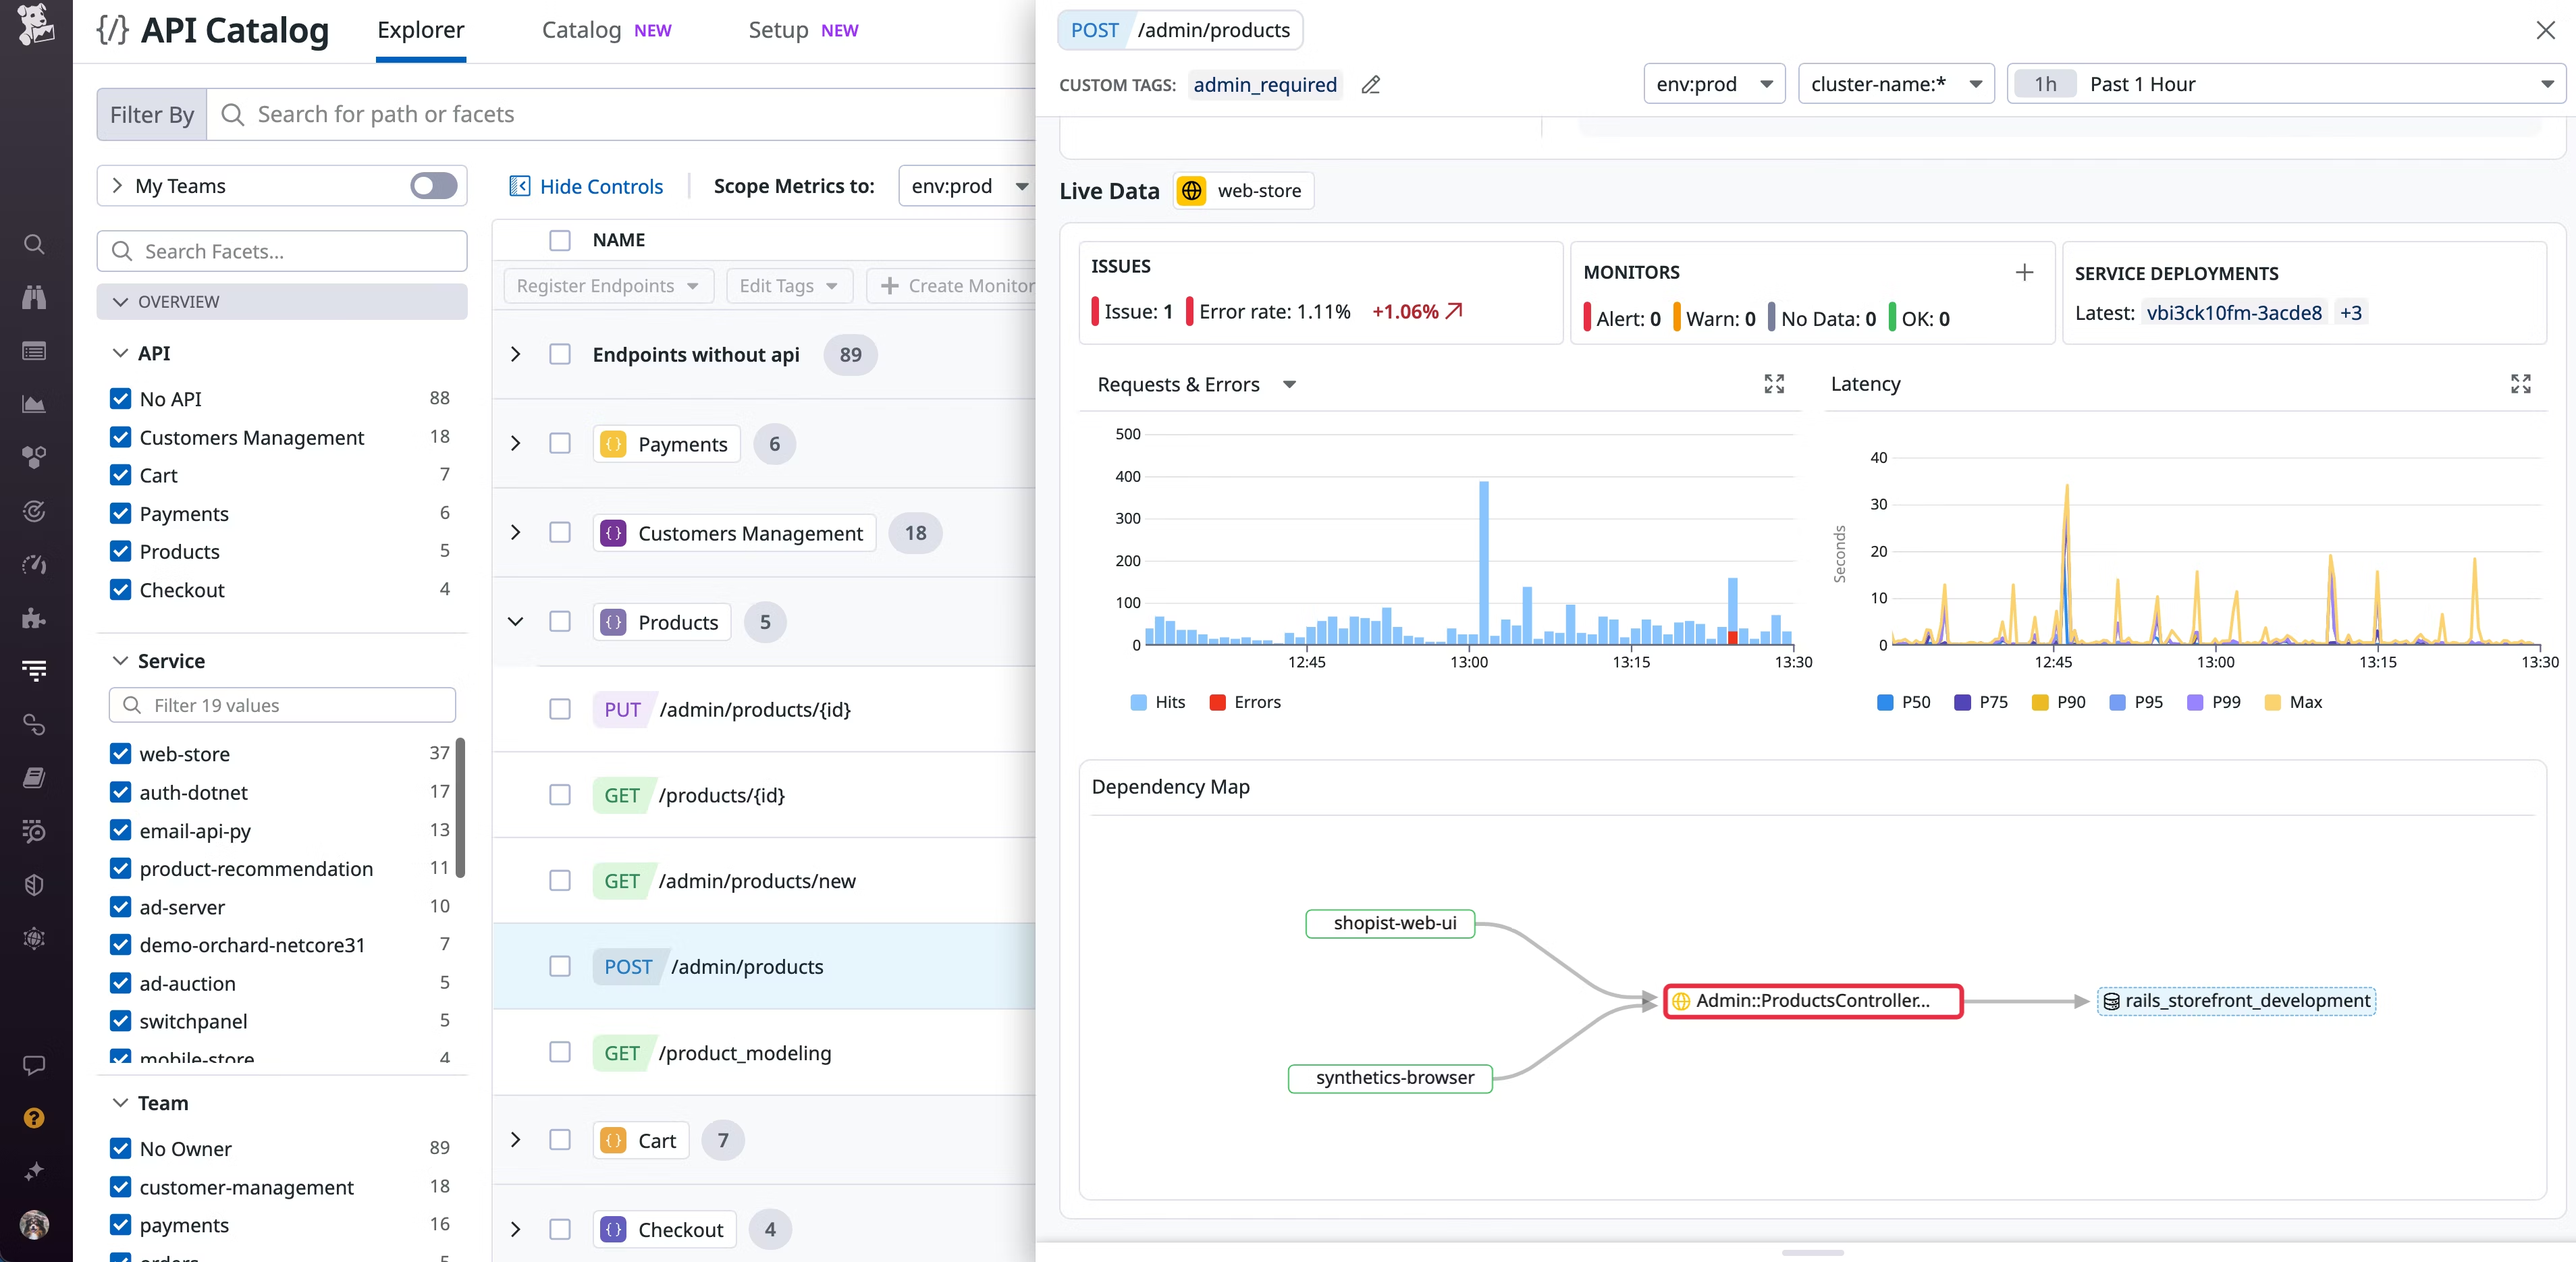 {/} API Catalog
Explorer
Catalog NEW
Setup NEW
Filter By
Search for path or facets
My Teams
Hide Controls
Scope Metrics to:
env:prod
Search Facets...
OVERVIEW
API
No API 88
Customers Management 18
Cart 7
Payments 6
Products 5
Checkout 4
Service
Filter 19 values
web-store 37
auth-dotnet 17
email-api-py 13
product-recommendation 11
ad-server 10
demo-orchard-netcore31 7
ad-auction 5
switchpanel 5
mobile-store 4
Team
No Owner 89
customer-management 18
payments 16
orders 5
NAME
Register Endpoints
Edit Tags
Create Monitor
Endpoints without api 89
{} Payments 6
{} Customers Management 18
{} Products 5
PUT /admin/products/{id}
GET /products/{id}
GET /admin/products/new
POST /admin/products
GET /product_modeling
{} Cart 7
{} Checkout 4
POST /admin/products
CUSTOM TAGS: admin_required
env:prod
cluster-name:*
1h Past 1 Hour
Live Data
web-store
ISSUES
Issue: 1 Error rate: 1.11% +1.06%
MONITORS
Alert: 0 Warn: 0 No Data: 0 OK: 0
SERVICE DEPLOYMENTS
Latest: vbi3ck10fm-3acde8 +3
Requests & Errors
500
400
300
200
100
0
12:45 13:00 13:15 13:30
Hits Errors
Latency
Seconds
40
30
20
10
0
12:45 13:00 13:15 13:30
P50 P75 P90 P95 P99 Max
Dependency Map
shopist-web-ui
Admin::ProductsController...
rails_storefront_development
synthetics-browser
?